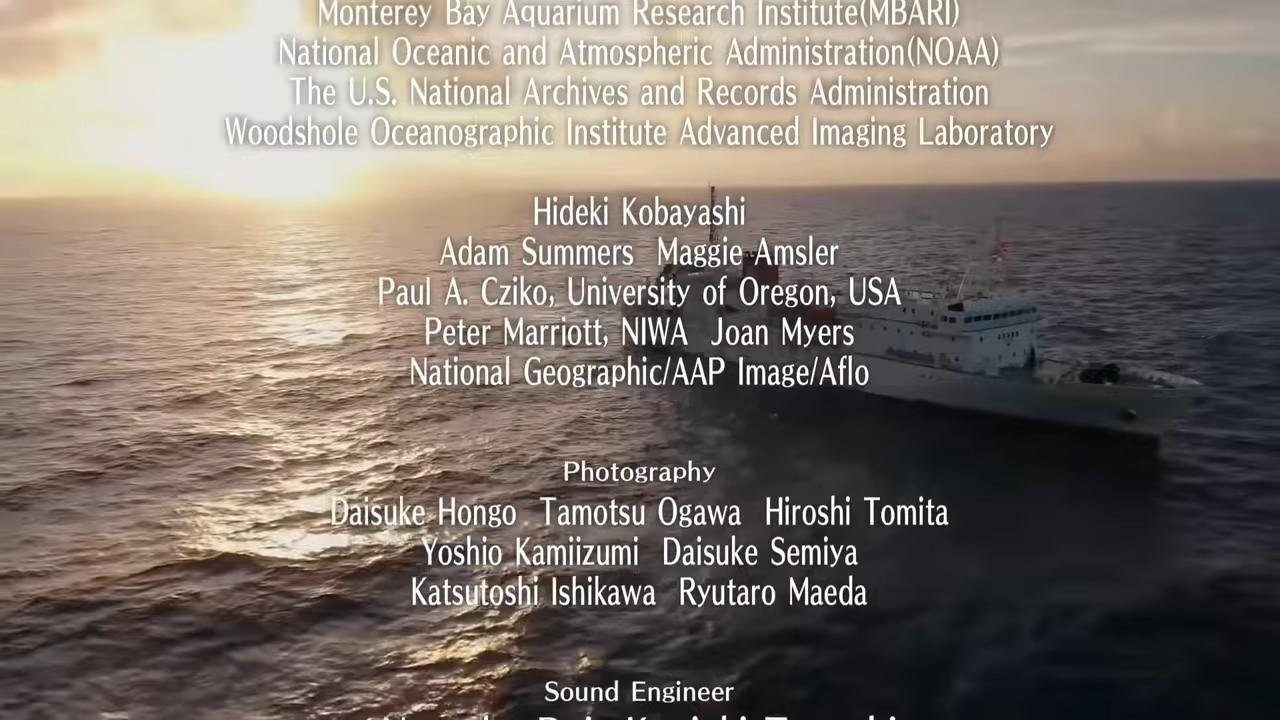 Monterey Bay Aquarium Research Institute(MBARI)
National Oceanic and Atmospheric Administration(NOAA)
The U.S. National Archives and Records Administration
Woodshole Oceanographic Institute Advanced Imaging Laboratory
Hideki Kobayashi
Adam Summers Maggie Amsler
Paul A. Cziko, University of Oregon, USA
Peter Marriott, NIWA Joan Myers
National Geographic/AAP Image/Aflo
Photography
Daisuke Hongo Tamotsu Ogawa Hiroshi Tomita
Yoshio Kamiizumi Daisuke Semiya
Katsutoshi Ishikawa Ryutaro Maeda
Sound Engineer